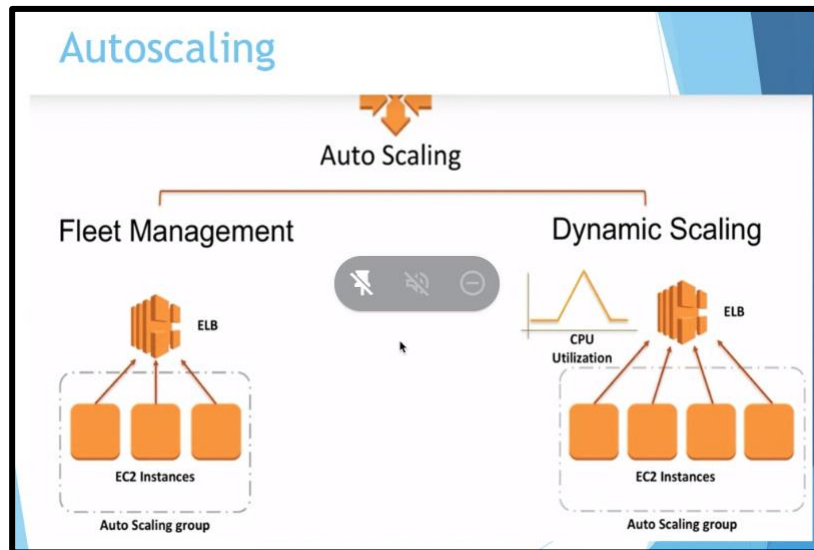 Autoscaling
Auto Scaling
Fleet Management
Dynamic Scaling
ELB
ELB
CPU
Utilization
EC2 Instances
EC2 Instances
Auto Scaling group
Auto Scaling group